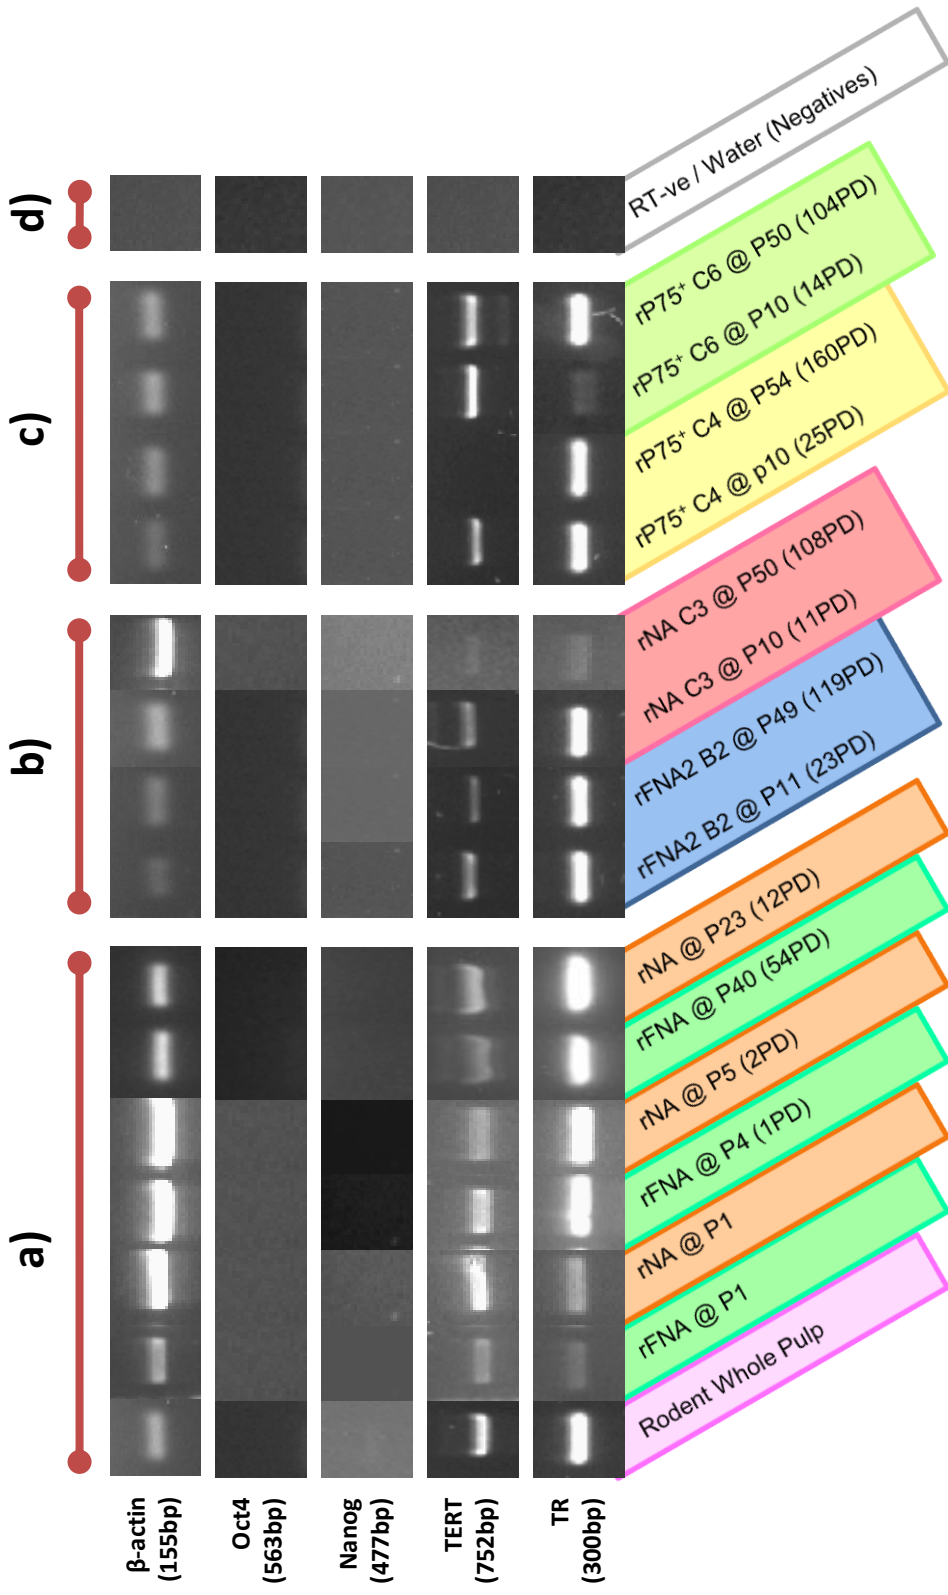 a)
b)
c)
d)
β-actin
(155bp)
Oct4
(563bp)
Nanog
(477bp)
TERT
(752bp)
TR
(300bp)
Rodent Whole Pulp
rFNA @ P1
rNA @ P1
rFNA @ P4 (1PD)
rNA @ P5 (2PD)
rFNA @ P40 (54PD)
rNA @ P23 (12PD)
rFNA2 B2 @ P11 (23PD)
rFNA2 B2 @ P49 (119PD)
rNA C3 @ P10 (11PD)
rNA C3 @ P50 (108PD)
rP75⁺ C4 @ p10 (25PD)
rP75⁺ C4 @ P54 (160PD)
rP75⁺ C6 @ P10 (14PD)
rP75⁺ C6 @ P50 (104PD)
RT-ve / Water (Negatives)